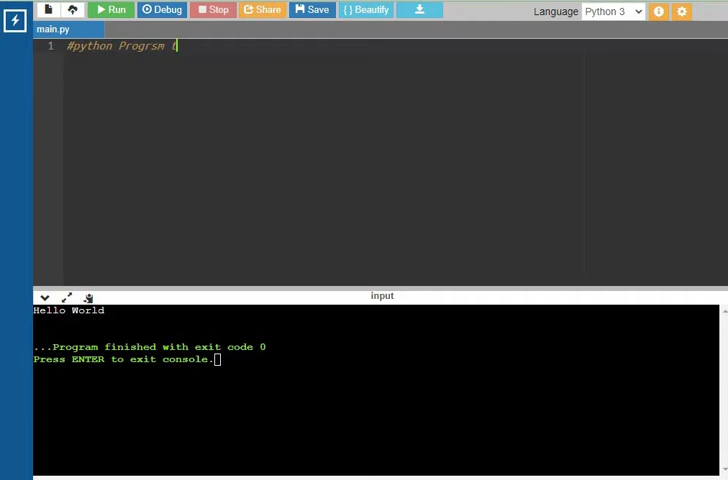 Run Debug Stop Share Save { } Beautify Language Python 3
main.py
1 #python Progrsm t
input
Hello World
...Program finished with exit code 0
Press ENTER to exit console.